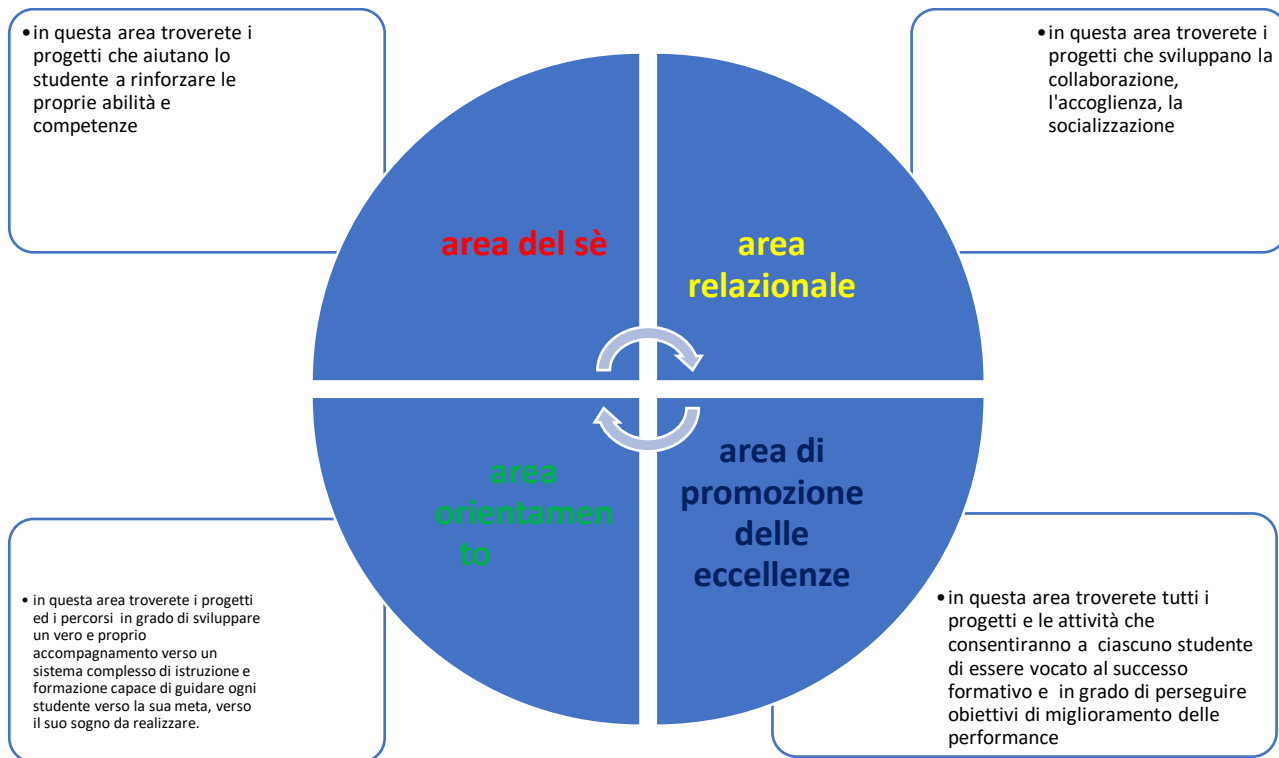 •in questa area troverete i
progetti che aiutano lo
studente a rinforzare le
proprie abilità e
competenze
•in questa area troverete i
progetti che sviluppano la
collaborazione,
l'accoglienza, la
socializzazione
area del sè
area
relazionale
area
orientamen
to
area di
promozione
delle
eccellenze
• in questa area troverete i progetti
ed i percorsi in grado di sviluppare
un vero e proprio
accompagnamento verso un
sistema complesso di istruzione e
formazione capace di guidare ogni
studente verso la sua meta, verso
il suo sogno da realizzare.
•in questa area troverete tutti i
progetti e le attività che
consentiranno a ciascuno studente
di essere vocato al successo
formativo e in grado di perseguire
obiettivi di miglioramento delle
performance